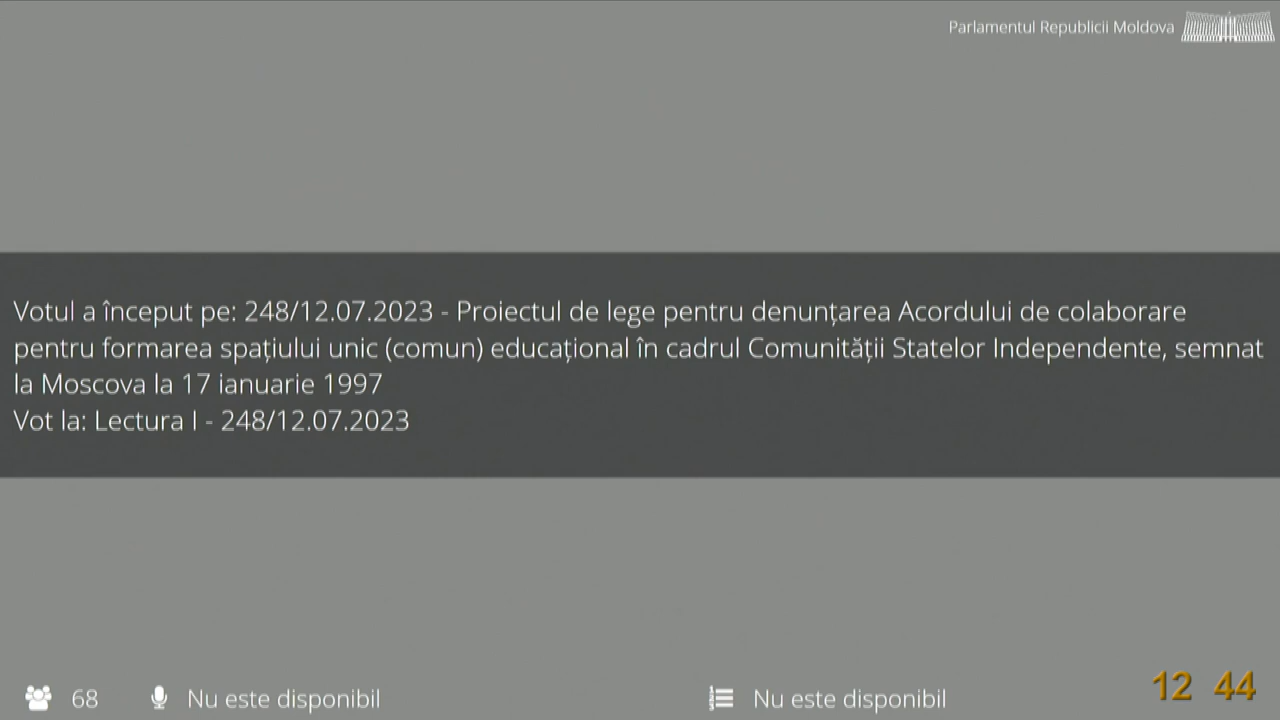 Parlamentul Republicii Moldova
Votul a început pe: 248/12.07.2023 - Proiectul de lege pentru denunțarea Acordului de colaborare
pentru formarea spațiului unic (comun) educațional în cadrul Comunității Statelor Independente, semnat
la Moscova la 17 ianuarie 1997
Vot la: Lectura I - 248/12.07.2023
68 Nu este disponibil Nu este disponibil 12 44